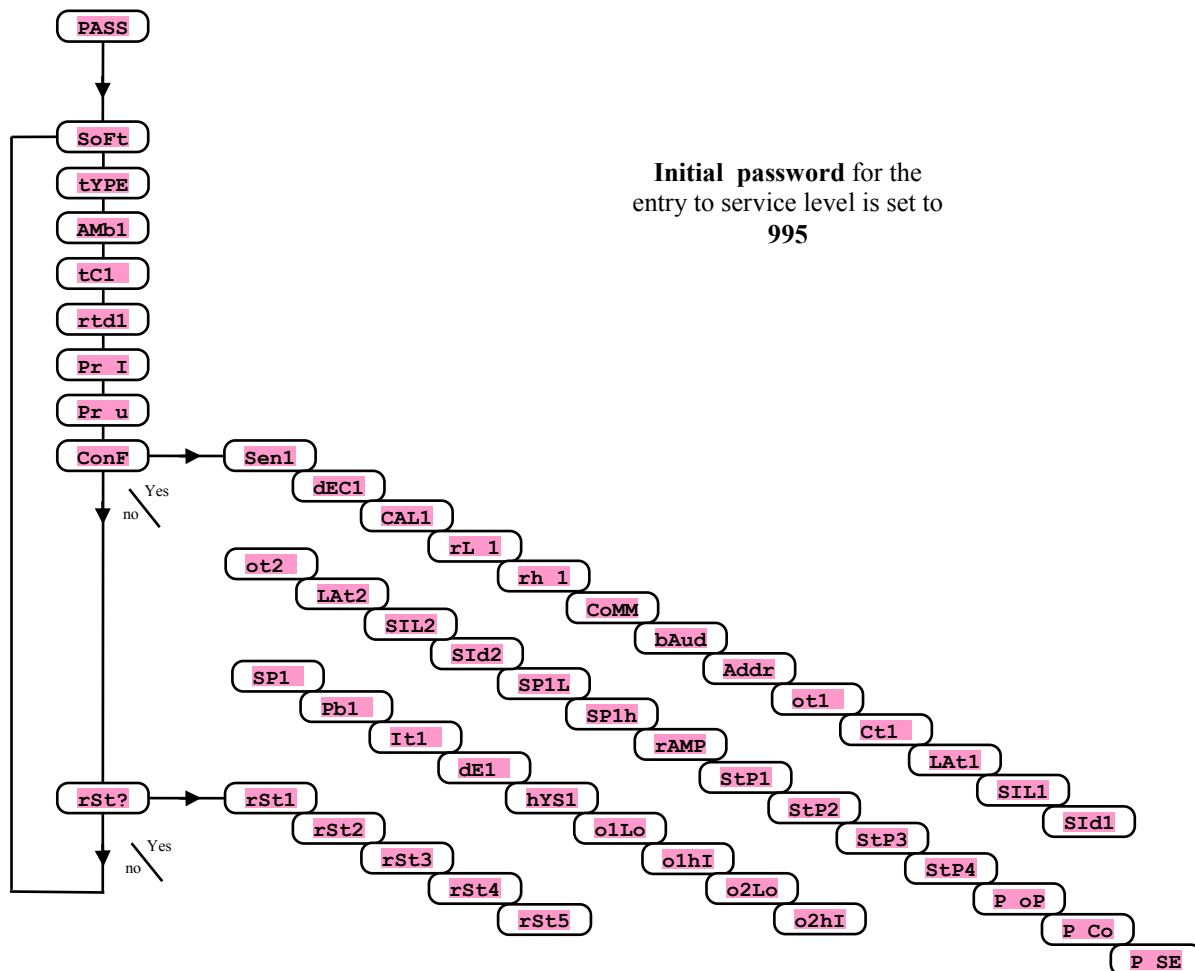 PASS
SoFt
tYPE
AMb1
tC1
rtd1
Pr I
Pr u
ConF
Yes
no
Initial password for the
entry to service level is set to
995
Sen1
dEC1
CAL1
rL 1
rh 1
CoMM
bAud
Addr
ot1
Ct1
LAt1
SIL1
SId1
ot2
LAt2
SIL2
SId2
SP1L
SP1h
rAMP
StP1
StP2
StP3
StP4
P oP
P Co
P SE
SP1
Pb1
It1
dE1
hYS1
o1Lo
o1hI
o2Lo
o2hI
rSt?
Yes
no
rSt1
rSt2
rSt3
rSt4
rSt5